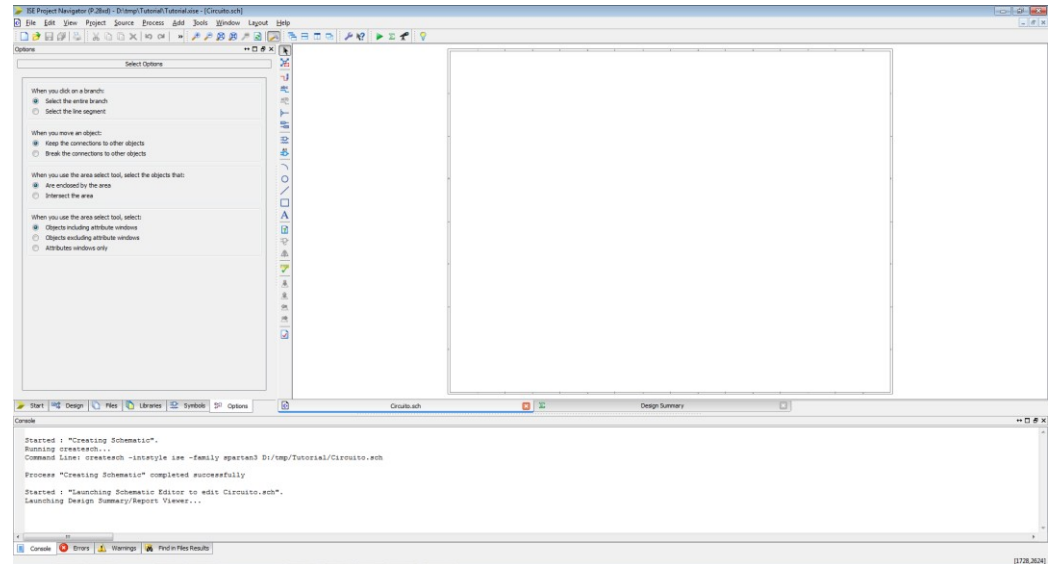 ISE Project Navigator (P.28xd) - D:\tmp\Tutorial\Tutorial.xise - [Circuito.sch]
File Edit View Project Source Process Add Tools Window Layout Help
Options
Select Options
When you click on a branch:
Select the entire branch
Select the line segment
When you move an object:
Keep the connections to other objects
Break the connections to other objects
When you use the area select tool, select the objects that:
Are enclosed by the area
Intersect the area
When you use the area select tool, select:
Objects including attribute windows
Objects excluding attribute windows
Attributes windows only
Start Design Files Libraries Symbols Options
Circuito.sch
Design Summary
Console
Started : "Creating Schematic".
Running createsch...
Command Line: createsch -intstyle ise -family spartan3 D:/tmp/Tutorial/Circuito.sch
Process "Creating Schematic" completed successfully
Started : "Launching Schematic Editor to edit Circuito.sch".
Launching Design Summary/Report Viewer...
Console Errors Warnings Find in Files Results
[1728,2624]